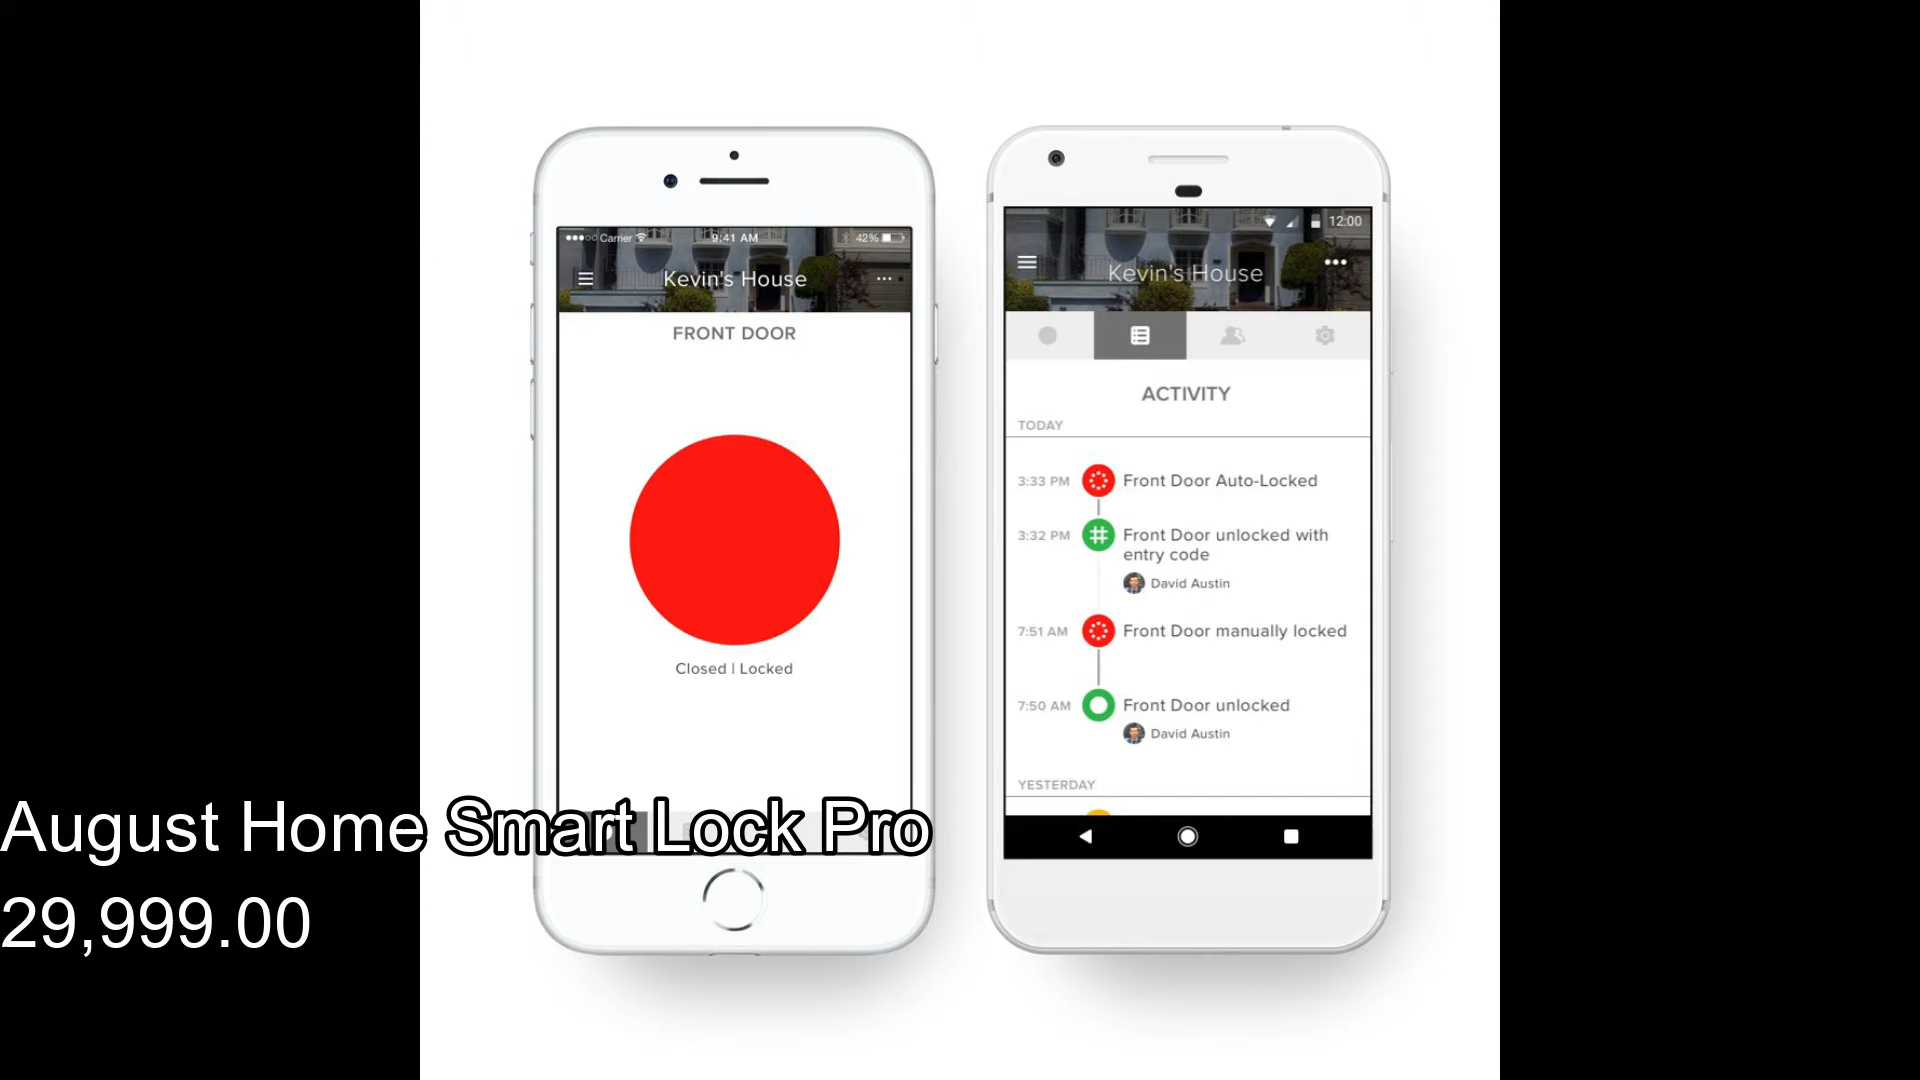 Carrier 9:41 AM 42%
Kevin's House
FRONT DOOR
Closed | Locked
12:00
Kevin's House
ACTIVITY
TODAY
3:33 PM Front Door Auto-Locked
3:32 PM Front Door unlocked with
entry code
David Austin
7:51 AM Front Door manually locked
7:50 AM Front Door unlocked
David Austin
YESTERDAY
August Home Smart Lock Pro
29,999.00